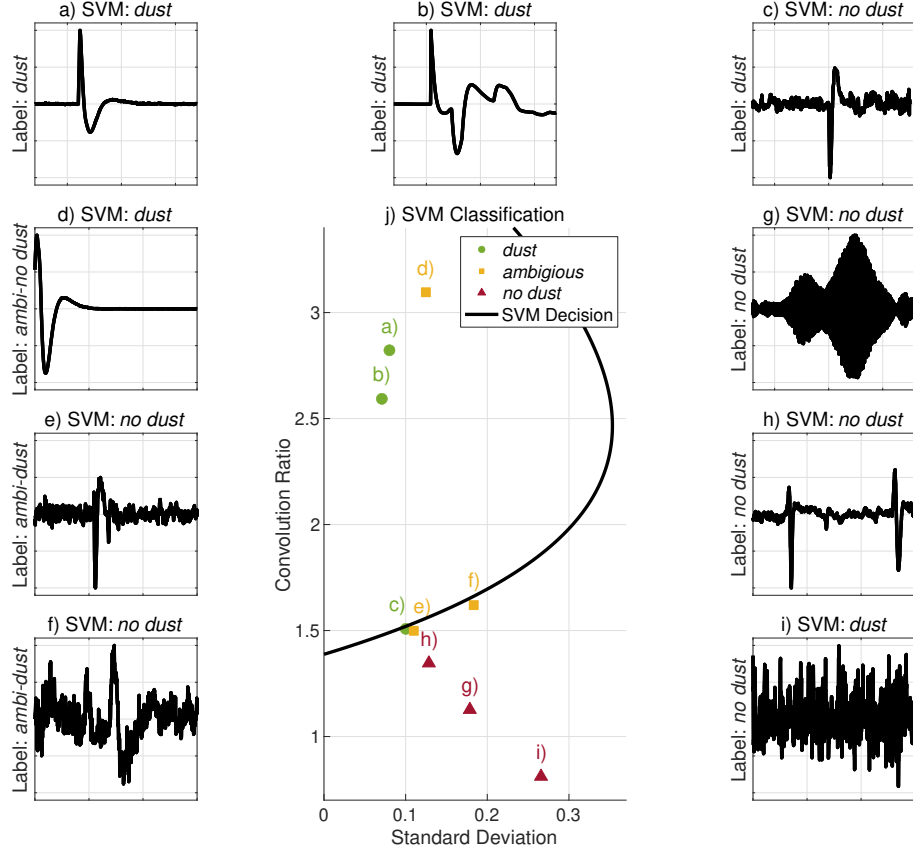 a) SVM: dust
Label: dust
b) SVM: dust
Label: dust
c) SVM: no dust
Label: dust
d) SVM: dust
Label: ambi-no dust
j) SVM Classification
dust
ambigious
no dust
SVM Decision
d)
a)
b)
c)
e)
f)
h)
g)
i)
3
2.5
2
1.5
1
0
0.1
0.2
0.3
Convolution Ratio
Standard Deviation
g) SVM: no dust
Label: no dust
e) SVM: no dust
Label: ambi-dust
h) SVM: no dust
Label: no dust
f) SVM: no dust
Label: ambi-dust
i) SVM: dust
Label: no dust